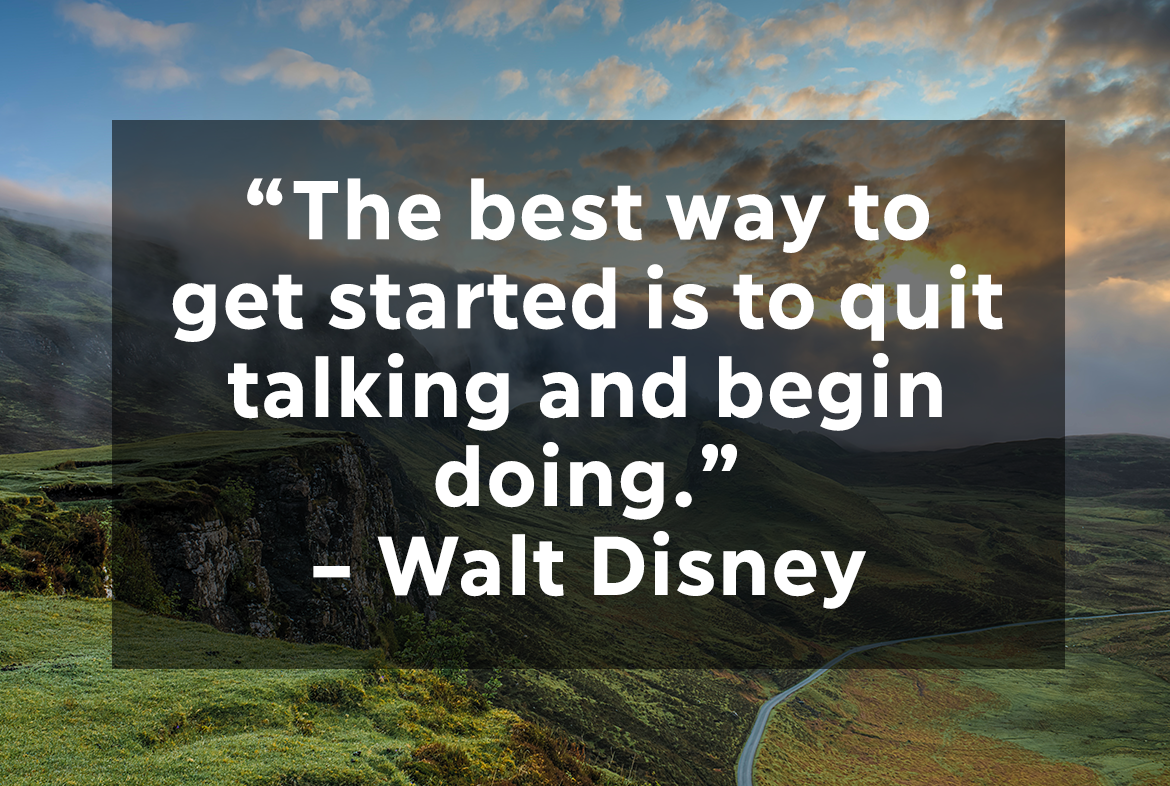 “The best way to
get started is to quit
talking and begin
doing.”
– Walt Disney